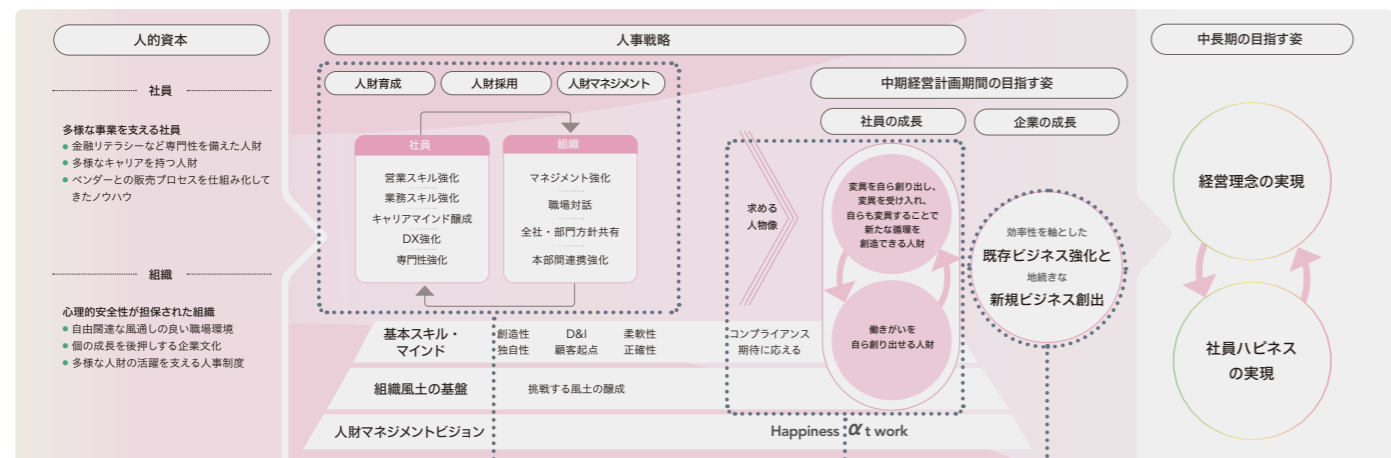 人的資本
社員
多様な事業を支える社員
● 金融リテラシーなど専門性を備えた人財
● 多様なキャリアを持つ人財
● ベンダーとの販売プロセスを仕組み化して
きたノウハウ
組織
心理的安全性が担保された組織
● 自由闊達な風通しの良い職場環境
● 個の成長を後押しする企業文化
● 多様な人財の活躍を支える人事制度
人事戦略
人財育成
人財採用
人財マネジメント
社員
営業スキル強化
業務スキル強化
キャリアマインド醸成
DX強化
専門性強化
組織
マネジメント強化
職場対話
全社・部門方針共有
本部間連携強化
中期経営計画期間の目指す姿
社員の成長
企業の成長
求める
人物像
変異を自ら創り出し、
変異を受け入れ、
自らも変異することで
新たな循環を
創造できる人財
働きがいを
自ら創り出せる人財
効率性を軸とした
既存ビジネス強化と
地続きな
新規ビジネス創出
基本スキル・
マインド
創造性 D&I 柔軟性 コンプライアンス
独自性 顧客起点 正確性 期待に応える
組織風土の基盤
挑戦する風土の醸成
人財マネジメントビジョン
Happiness αt work
中長期の目指す姿
経営理念の実現
社員ハピネス
の実現